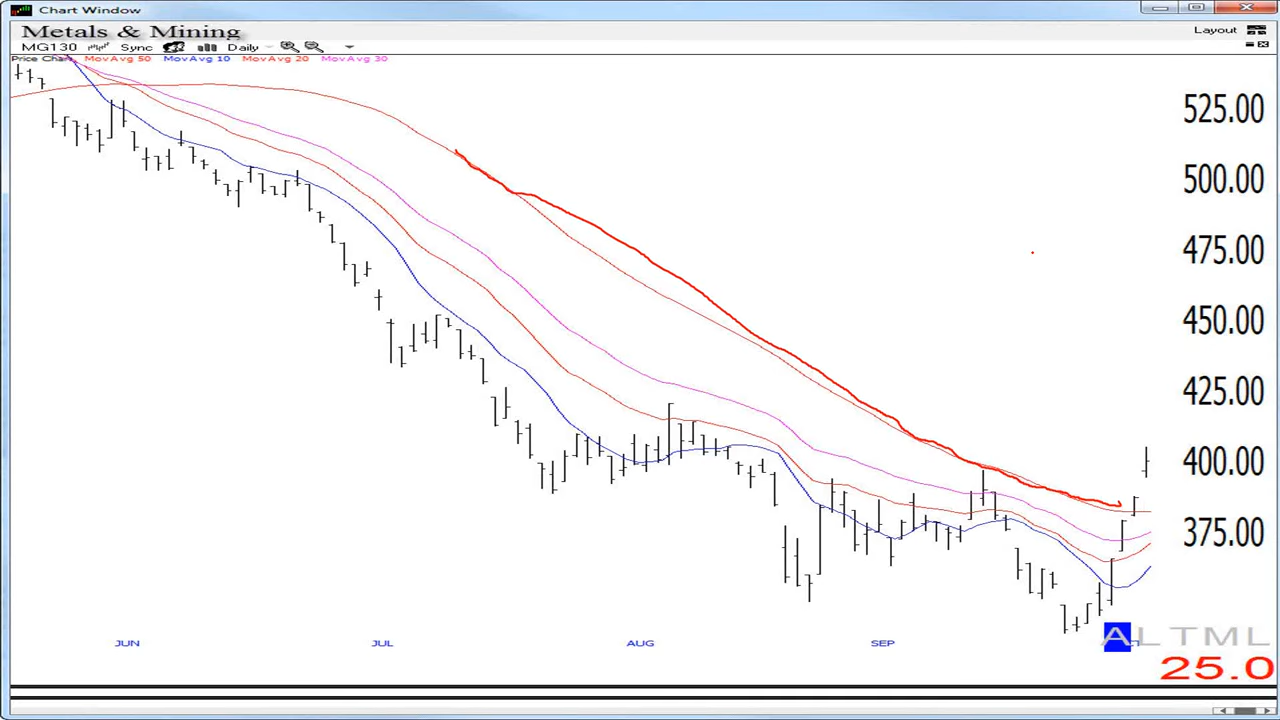 Chart Window
Metals & Mining
Layout
MG130 Sync Daily
Price Chart MovAvg 50 MovAvg 10 MovAvg 20 MovAvg 30
525.00
500.00
475.00
450.00
425.00
400.00
375.00
JUN JUL AUG SEP
A L T M L
25.0